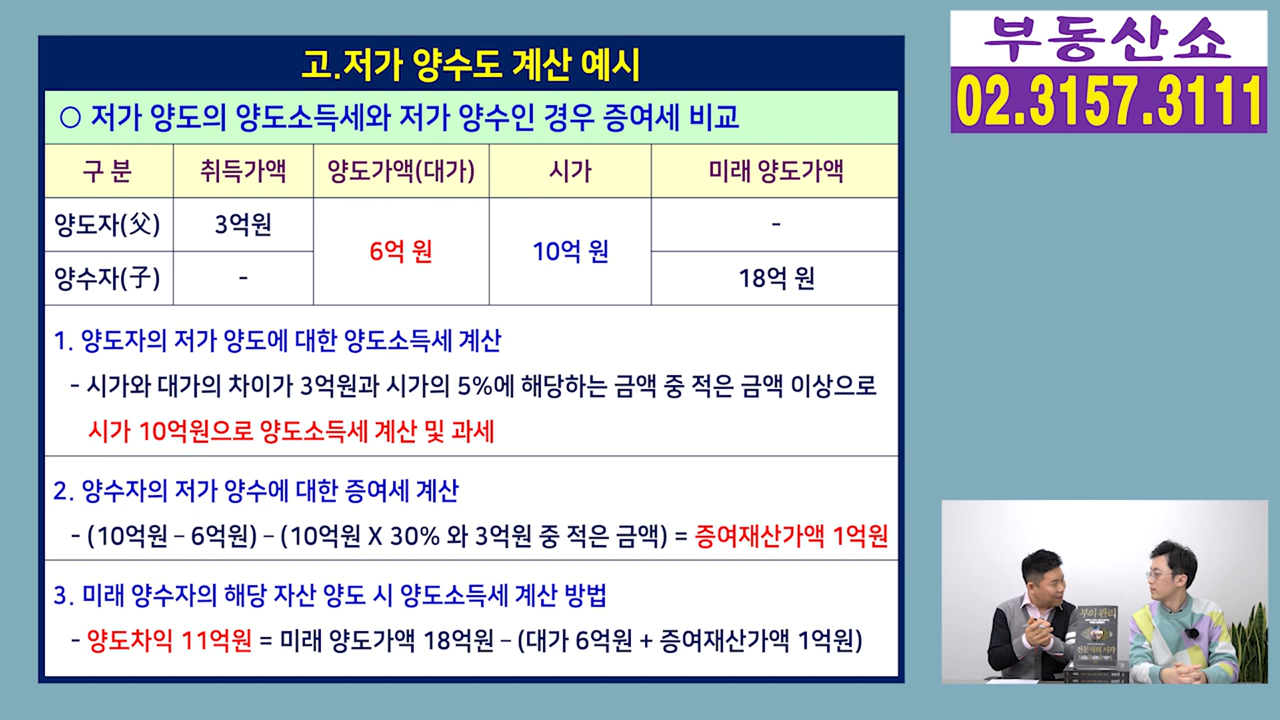 부동산쇼
02.3157.3111
고.저가 양수도 계산 예시
○ 저가 양도의 양도소득세와 저가 양수인 경우 증여세 비교
구 분 취득가액 양도가액(대가) 시가 미래 양도가액
양도자(父) 3억원 -
6억 원 10억 원
양수자(子) - 18억 원
1. 양도자의 저가 양도에 대한 양도소득세 계산
- 시가와 대가의 차이가 3억원과 시가의 5%에 해당하는 금액 중 적은 금액 이상으로
시가 10억원으로 양도소득세 계산 및 과세
2. 양수자의 저가 양수에 대한 증여세 계산
- (10억원 – 6억원) – (10억원 X 30% 와 3억원 중 적은 금액) = 증여재산가액 1억원
3. 미래 양수자의 해당 자산 양도 시 양도소득세 계산 방법
- 양도차익 11억원 = 미래 양도가액 18억원 – (대가 6억원 + 증여재산가액 1억원)
부의 관리
전문가의 시각